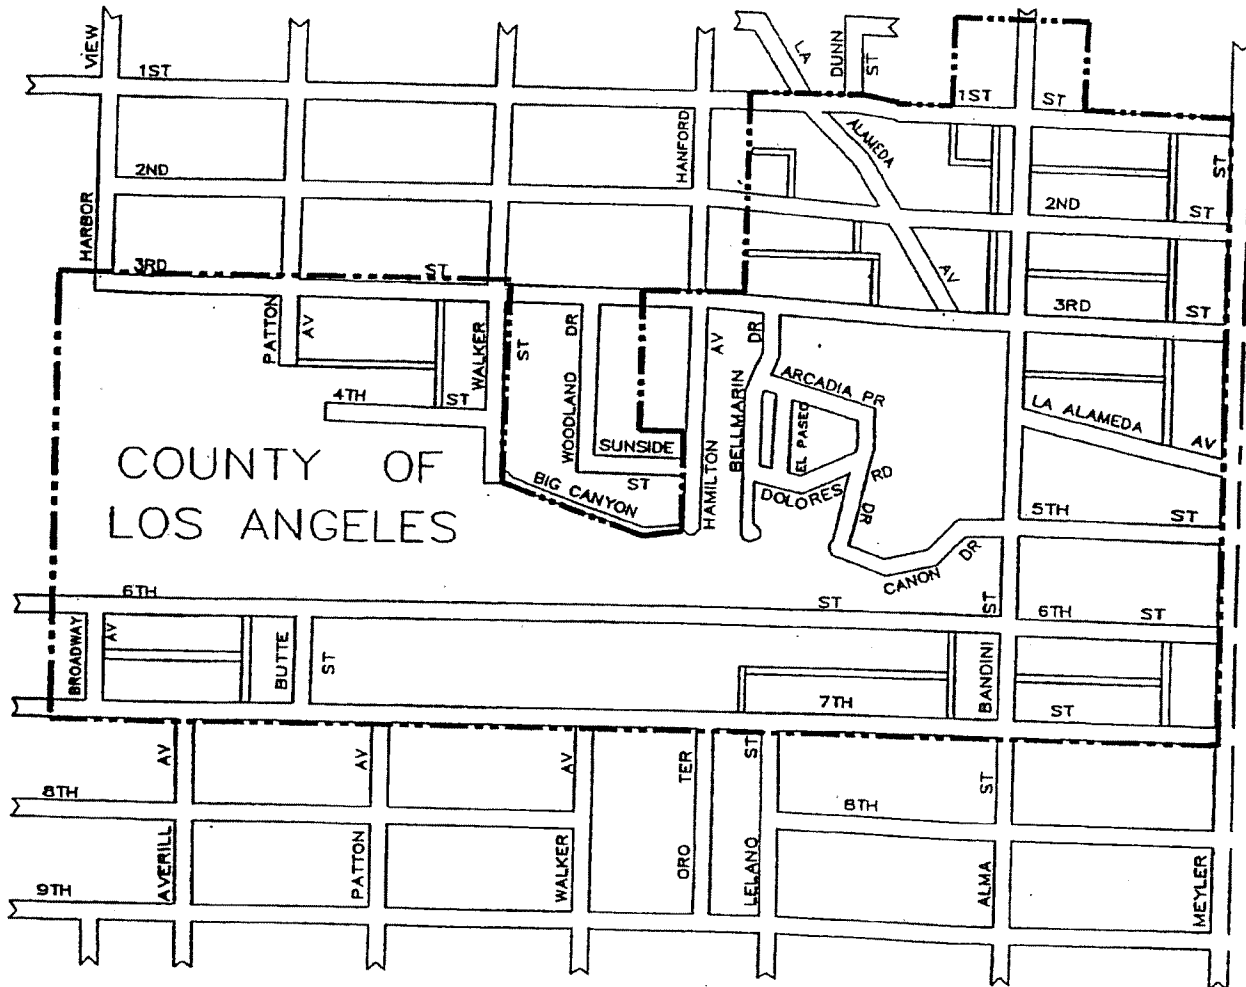 VIEW
LA
DUNN
ST
1ST
1ST ST
HANFORD
ALAMEDA
ST
2ND
2ND
ST
HARBOR
3RD
ST
AV
3RD
ST
PATTON
AV
WALKER
ST
DR
WOODLAND
AV
DR
BELLMARIN
ARCADIA PR
EL PASEO
4TH
ST
LA ALAMEDA
AV
SUNSIDE
ST
HAMILTON
COUNTY OF
LOS ANGELES
BIG CANYON
DOLORES
RD
DR
5TH
ST
CANON
DR
6TH
ST
ST
6TH
ST
BROADWAY
AV
BUTTE
ST
BANDINI
7TH
ST
AV
AV
AV
TER
ST
ST
8TH
8TH
AVERILL
PATTON
WALKER
ORO
LELAND
ALMA
MEYLER
9TH